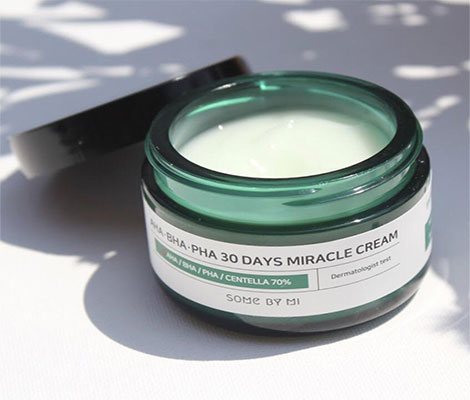 AHA·BHA·PHA 30 DAYS MIRACLE CREAM
AHA / BHA / PHA / CENTELLA 70%
Dermatologist test
SOME BY MI